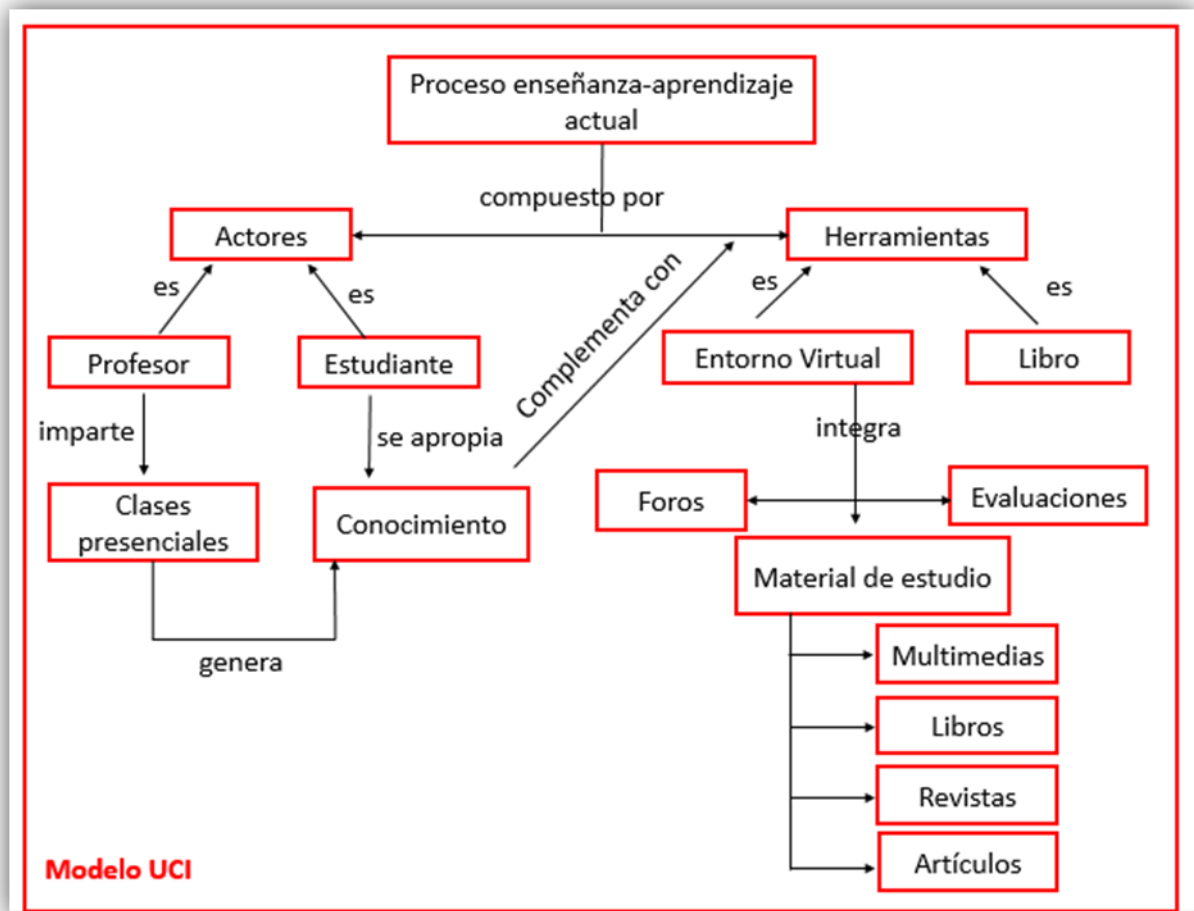 Proceso enseñanza-aprendizaje
actual
compuesto por
Actores
Herramientas
es
es
Complementa con
es
es
Profesor
Estudiante
Entorno Virtual
Libro
imparte
se apropia
integra
Clases
presenciales
Conocimiento
Foros
Evaluaciones
Material de estudio
genera
Multimedias
Libros
Revistas
Artículos
Modelo UCI